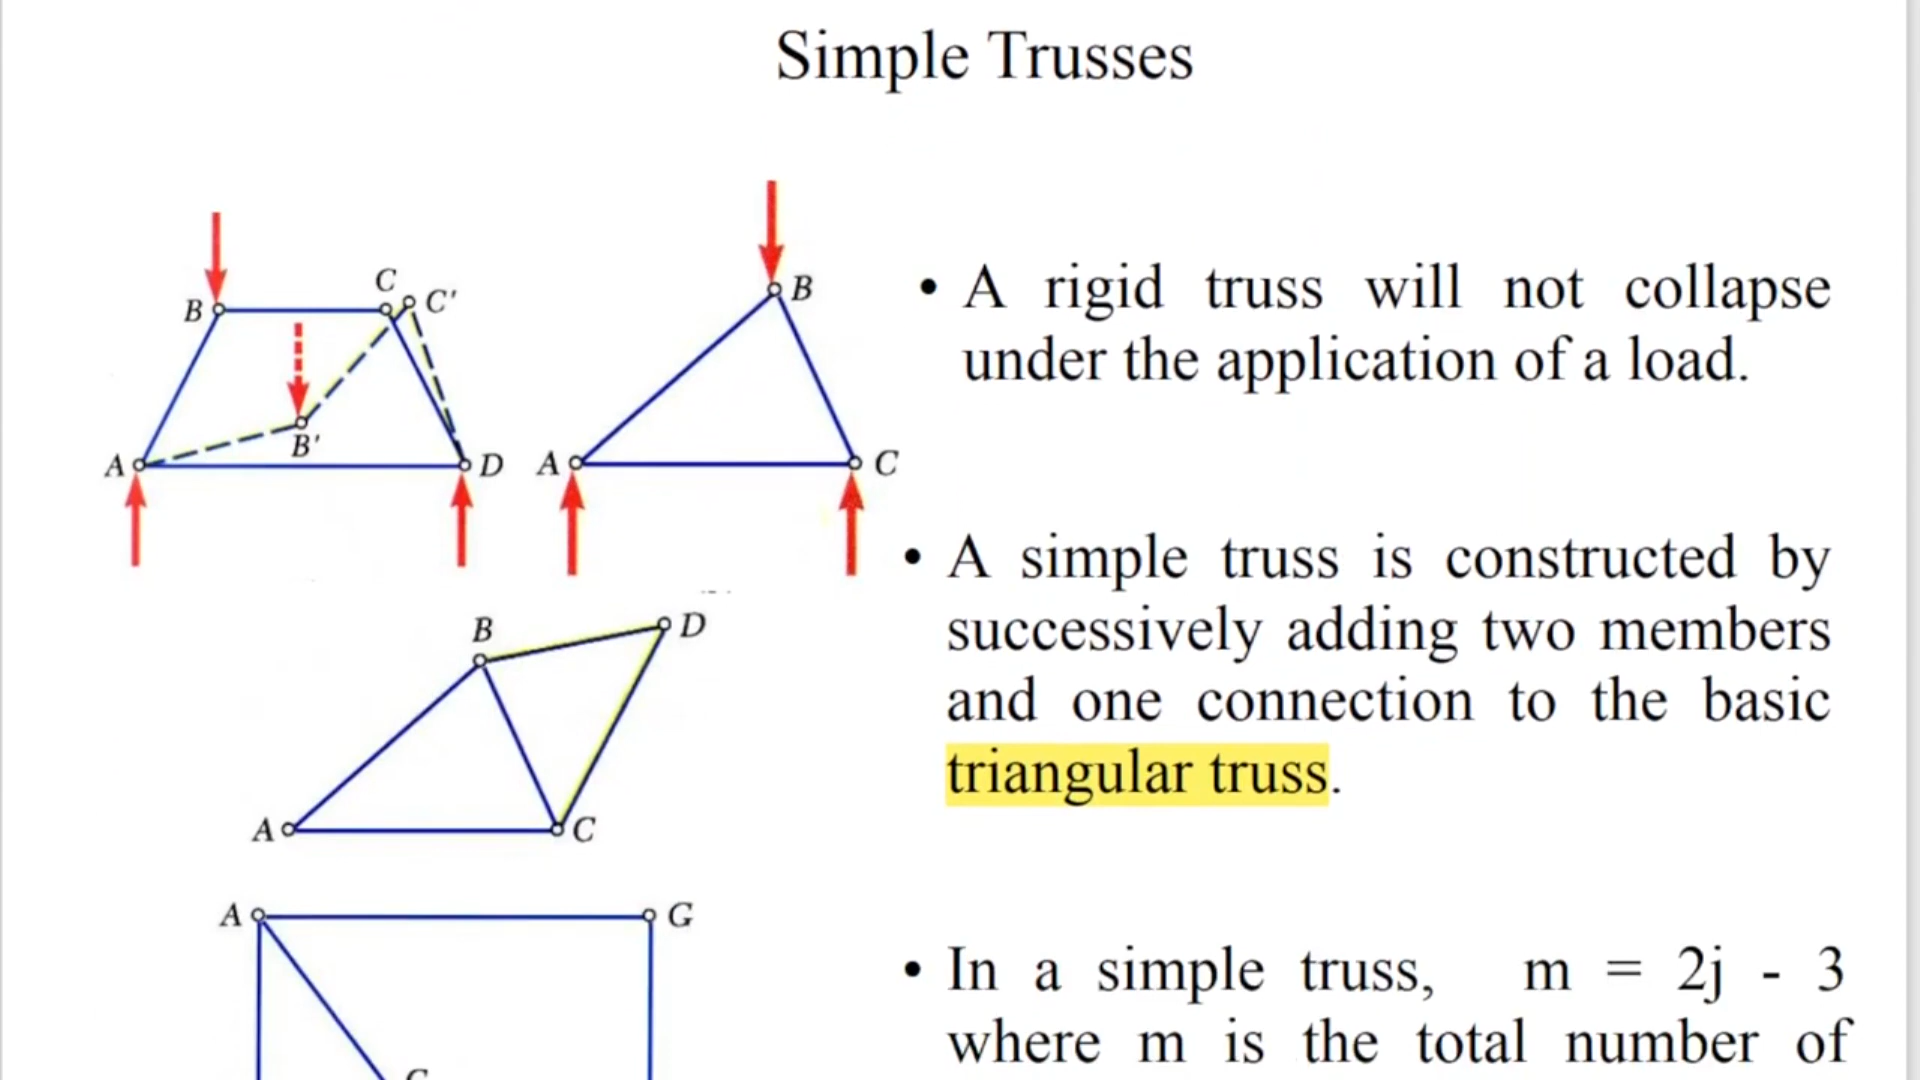 Simple Trusses
B
C
C'
B'
A
D
B
A
C
• A rigid truss will not collapse
under the application of a load.
• A simple truss is constructed by
successively adding two members
and one connection to the basic
triangular truss.
B
D
A
C
A
G
• In a simple truss, m = 2j - 3
where m is the total number of